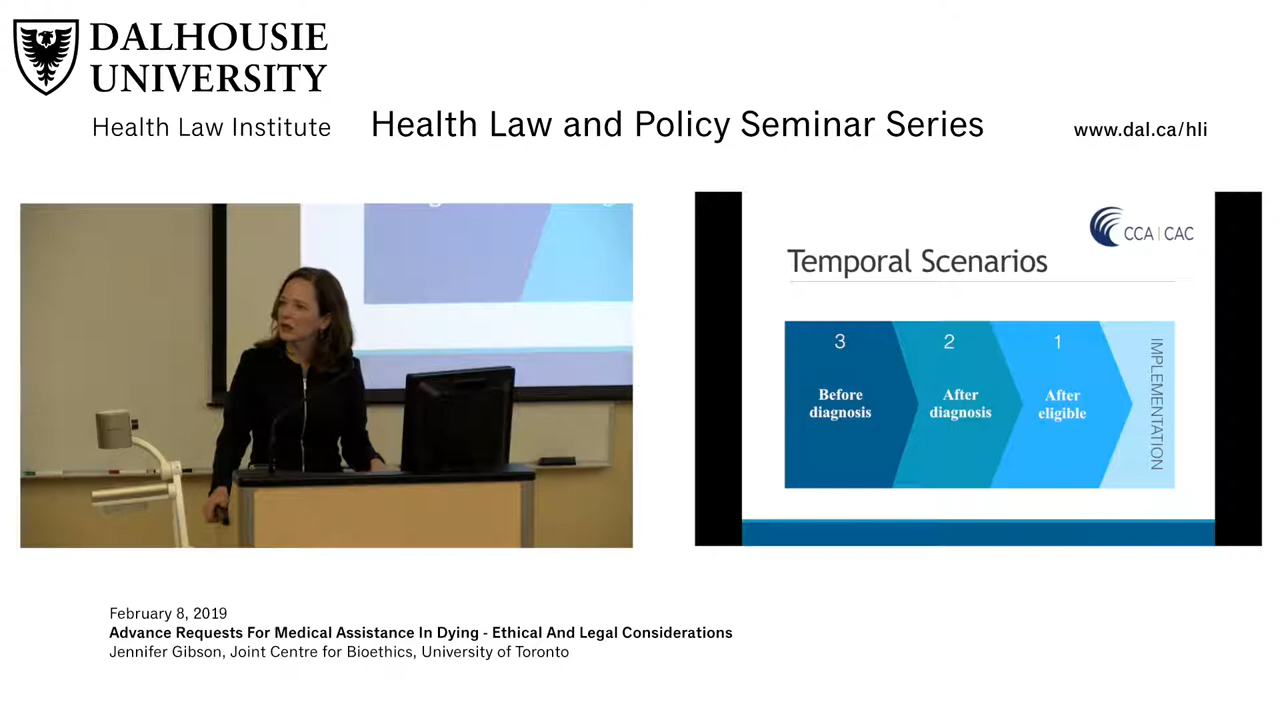 DALHOUSIE
UNIVERSITY
Health Law Institute
Health Law and Policy Seminar Series
www.dal.ca/hli
CCA | CAC
Temporal Scenarios
3
Before
diagnosis
2
After
diagnosis
1
After
eligible
IMPLEMENTATION
February 8, 2019
Advance Requests For Medical Assistance In Dying - Ethical And Legal Considerations
Jennifer Gibson, Joint Centre for Bioethics, University of Toronto